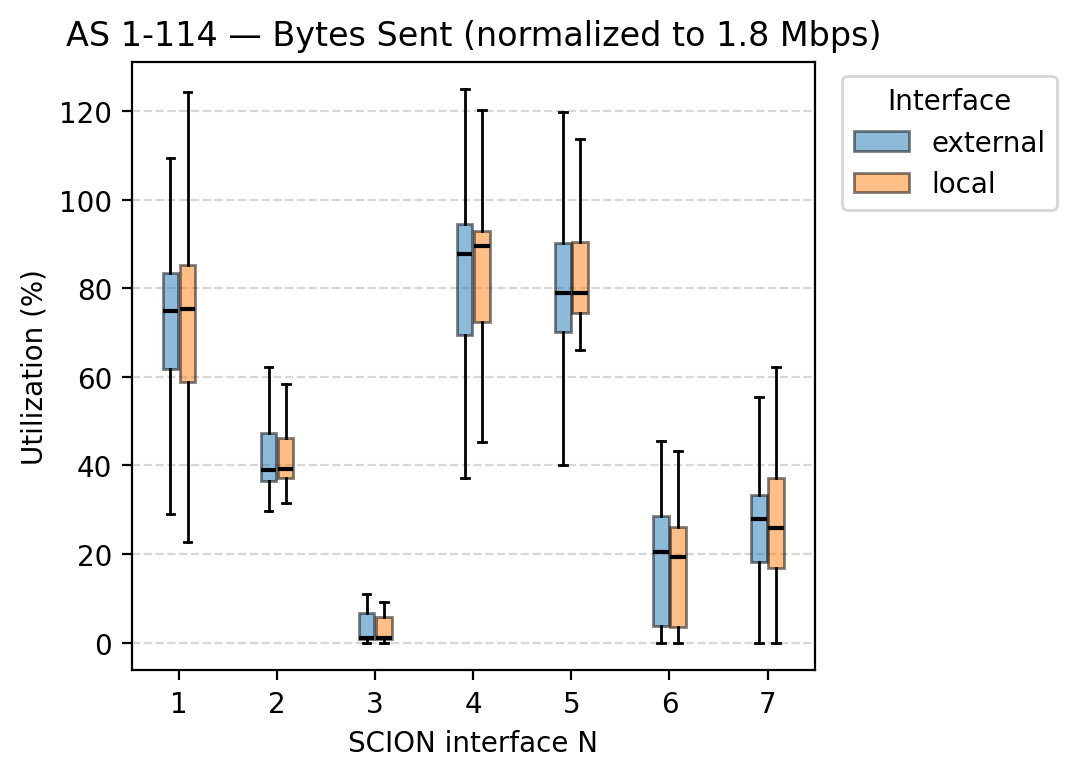 AS 1-114 — Bytes Sent (normalized to 1.8 Mbps)
Interface
external
local
Utilization (%)
120
100
80
60
40
20
0
1 2 3 4 5 6 7
SCION interface N